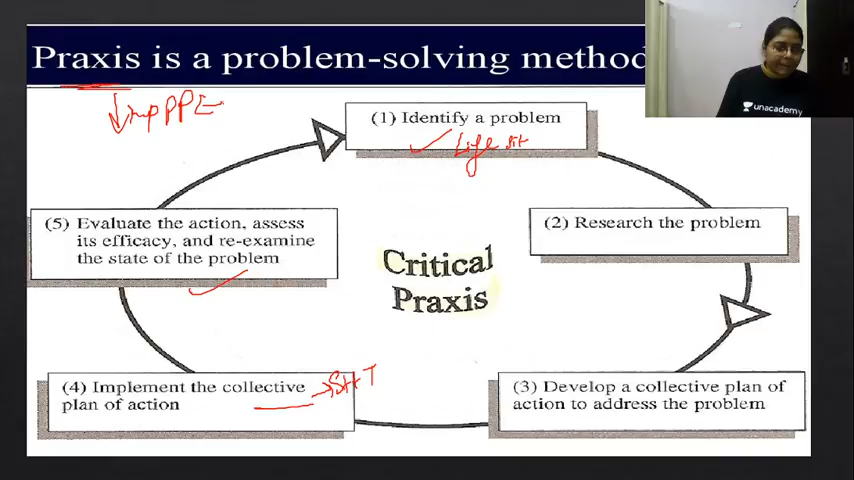 Praxis is a problem-solving method
unacademy
(1) Identify a problem
Life sit
(5) Evaluate the action, assess
its efficacy, and re-examine
the state of the problem
(2) Research the problem
Critical
Praxis
(4) Implement the collective
plan of action
(3) Develop a collective plan of
action to address the problem